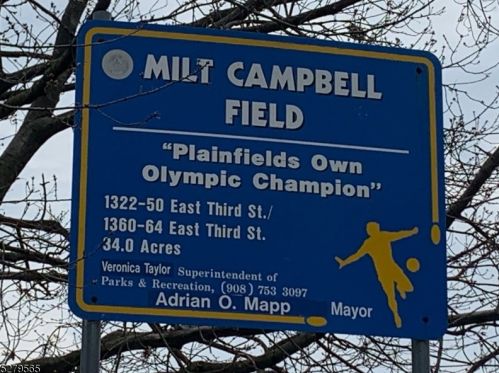 MILT CAMPBELL
FIELD
"Plainfields Own
Olympic Champion"
1322-50 East Third St./
1360-64 East Third St.
34.0 Acres
Veronica Taylor Superintendent of
Parks & Recreation, (908) 753 3097
Adrian O. Mapp Mayor
5279565